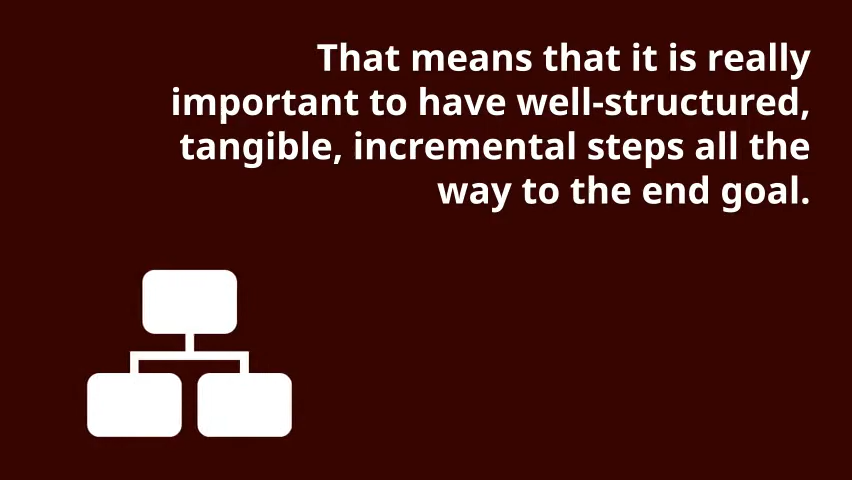 That means that it is really
important to have well-structured,
tangible, incremental steps all the
way to the end goal.